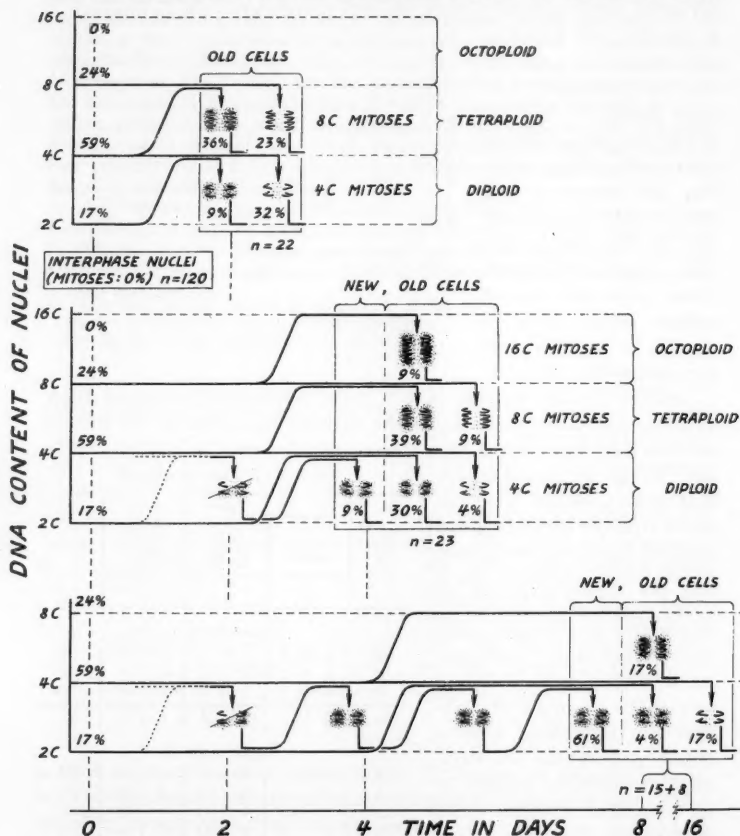 DNA CONTENT OF NUCLEI
16C
0%
OLD CELLS
OCTOPLOID
24%
8C
36% 23%
8C MITOSES
TETRAPLOID
59%
4C
9% 32%
4C MITOSES
DIPLOID
17%
2C
n=22
INTERPHASE NUCLEI
(MITOSES: 0%) n=120
NEW, OLD CELLS
16C
0%
9%
16C MITOSES
OCTOPLOID
24%
8C
39% 9%
8C MITOSES
TETRAPLOID
59%
4C
9% 30% 4%
4C MITOSES
DIPLOID
17%
2C
n=23
NEW, OLD CELLS
24%
8C
17%
59%
4C
61% 4% 17%
17%
2C
n=15+8
0 2 4 TIME IN DAYS 8 16